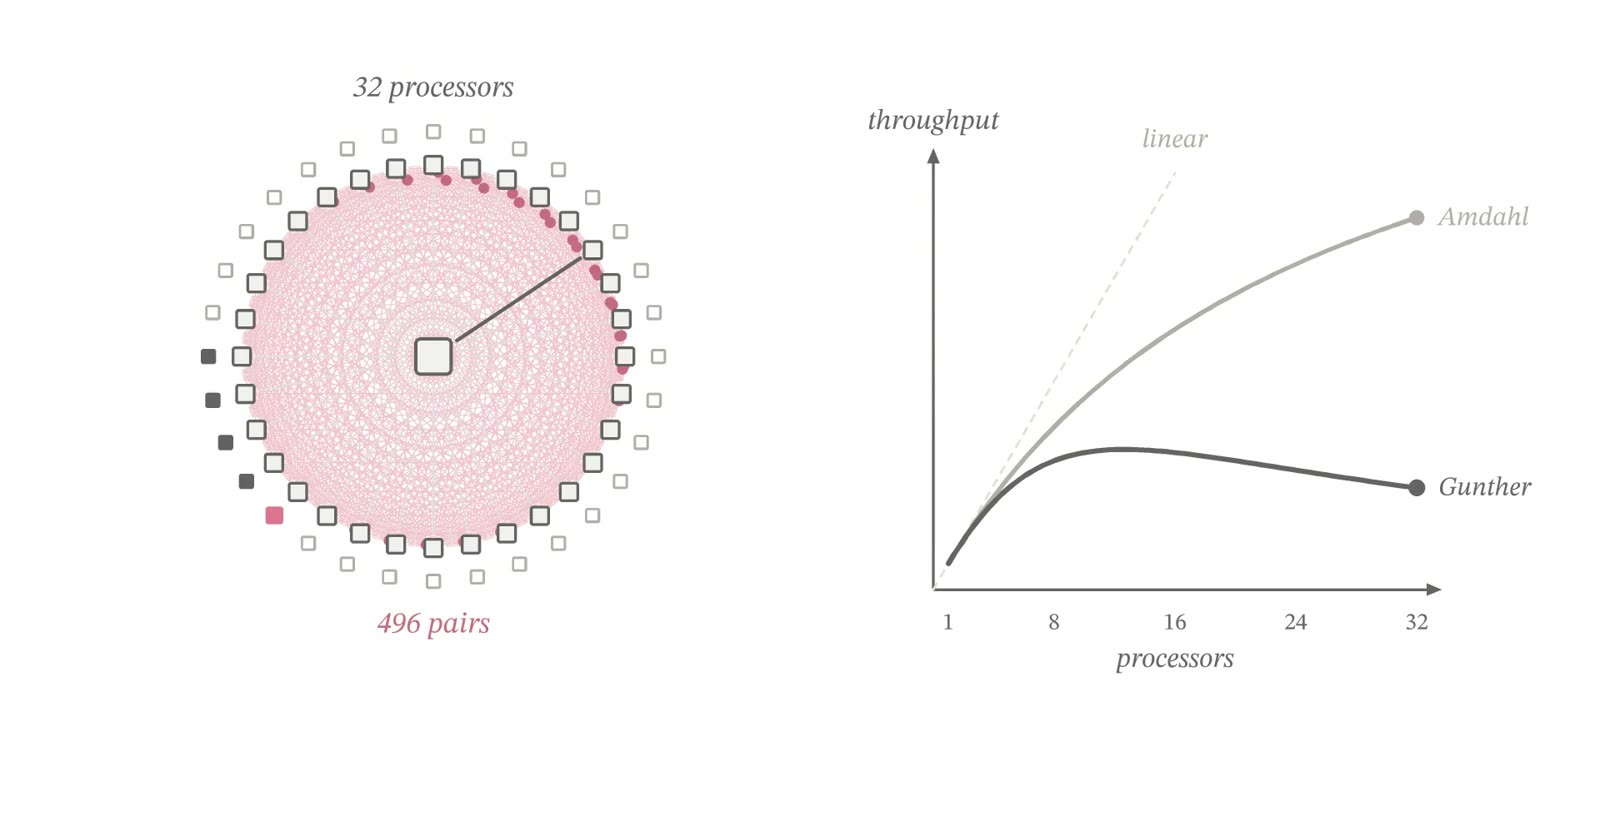 32 processors
496 pairs
throughput
linear
Amdahl
Gunther
1 8 16 24 32
processors